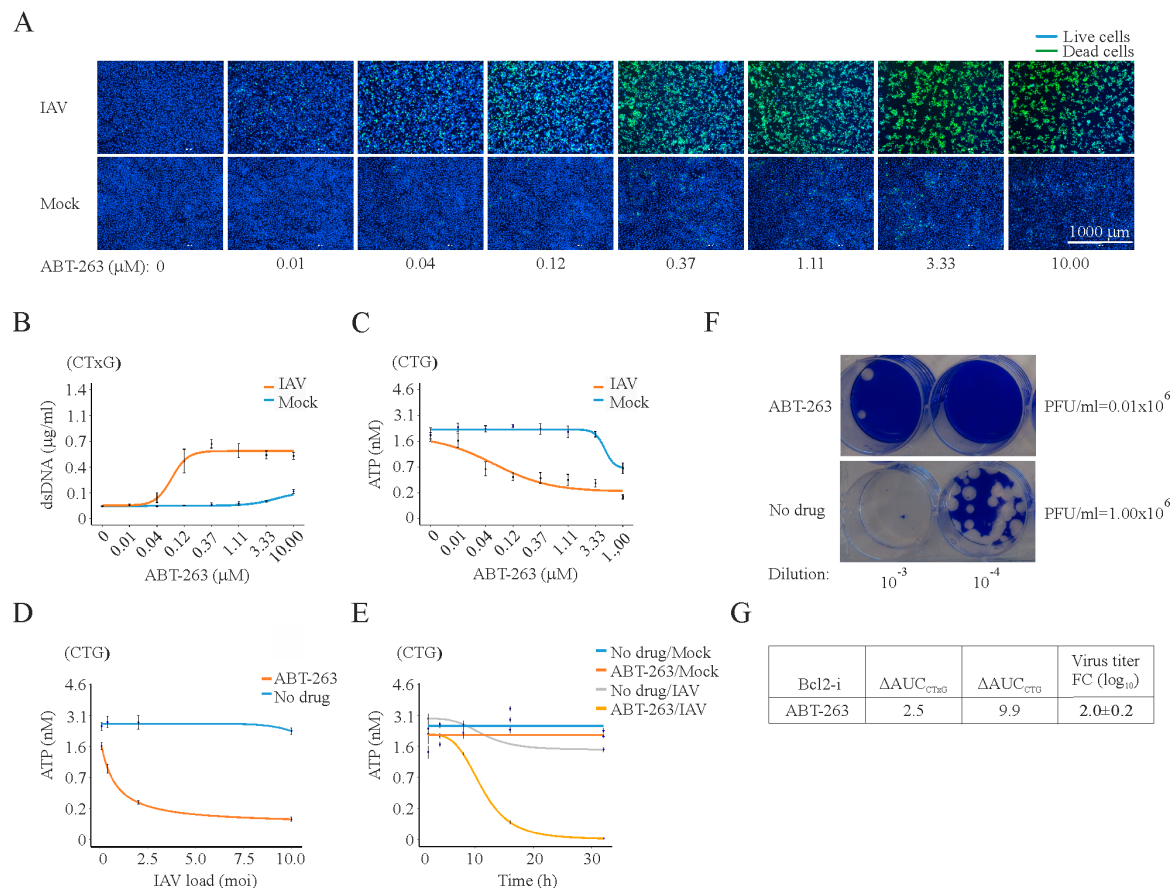 A
Live cells
Dead cells
IAV
Mock
1000 µm
ABT-263 (µM): 0 0.01 0.04 0.12 0.37 1.11 3.33 10.00
B
(CTxG)
IAV
Mock
dsDNA (µg/ml)
1.4
1.1
0.7
0.4
0.1
0
0 0.01 0.04 0.12 0.37 1.11 3.33 10.00
ABT-263 (µM)
C
(CTG)
IAV
Mock
ATP (nM)
4.6
3.1
1.6
0.7
0.2
0
0 0.01 0.04 0.12 0.37 1.11 3.33 1.,00
ABT-263 (µM)
F
ABT-263
PFU/ml=0.01x10⁶
No drug
PFU/ml=1.00x10⁶
Dilution: 10⁻³ 10⁻⁴
D
(CTG)
ABT-263
No drug
ATP (nM)
4.6
3.1
1.6
0.7
0.2
0
0 2.5 5.0 7.5 10.0
IAV load (moi)
E
(CTG)
No drug/Mock
ABT-263/Mock
No drug/IAV
ABT-263/IAV
ATP (nM)
4.6
3.1
1.6
0.7
0.2
0
0 10 20 30
Time (h)
G
Bcl2-i ΔAUC CTxG ΔAUC CTG Virus titer
FC (log₁₀)
ABT-263 2.5 9.9 2.0±0.2